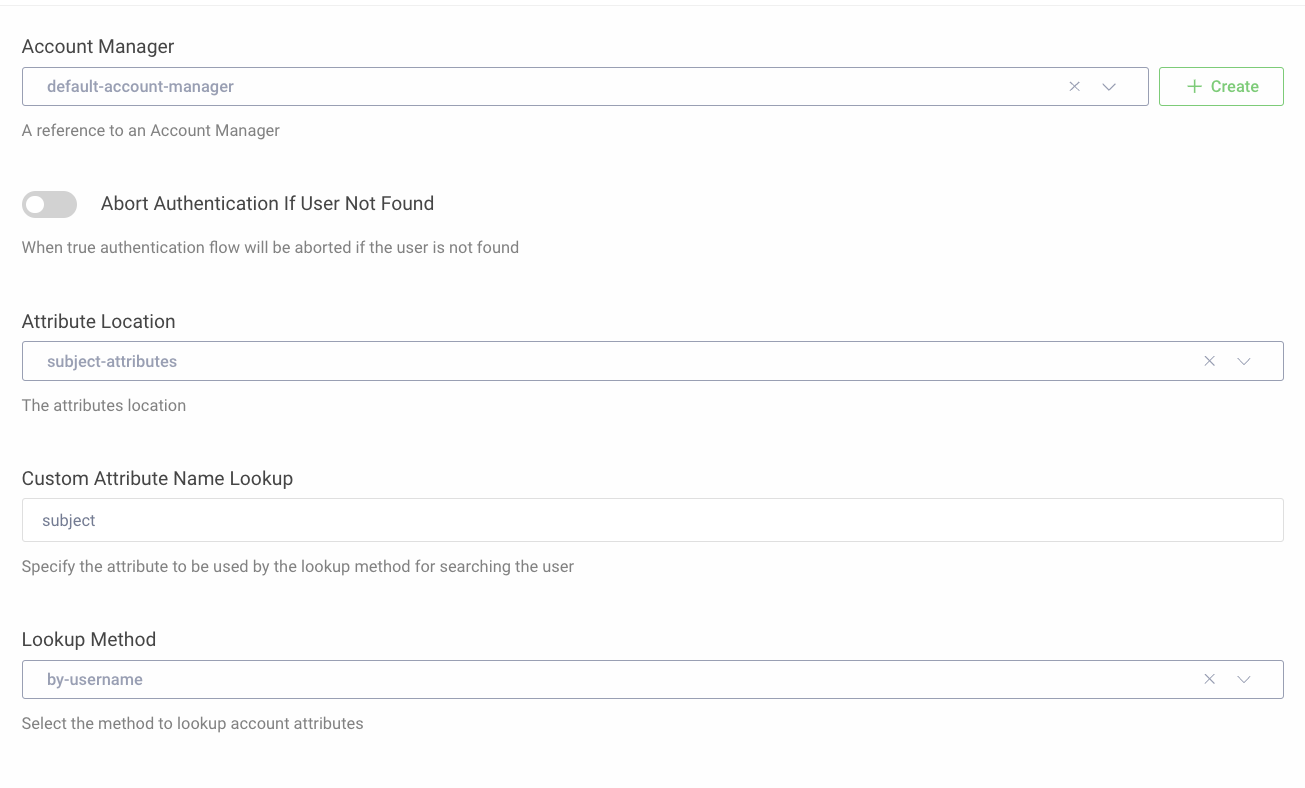 Account Manager
default-account-manager
Create
A reference to an Account Manager
Abort Authentication If User Not Found
When true authentication flow will be aborted if the user is not found
Attribute Location
subject-attributes
The attributes location
Custom Attribute Name Lookup
subject
Specify the attribute to be used by the lookup method for searching the user
Lookup Method
by-username
Select the method to lookup account attributes